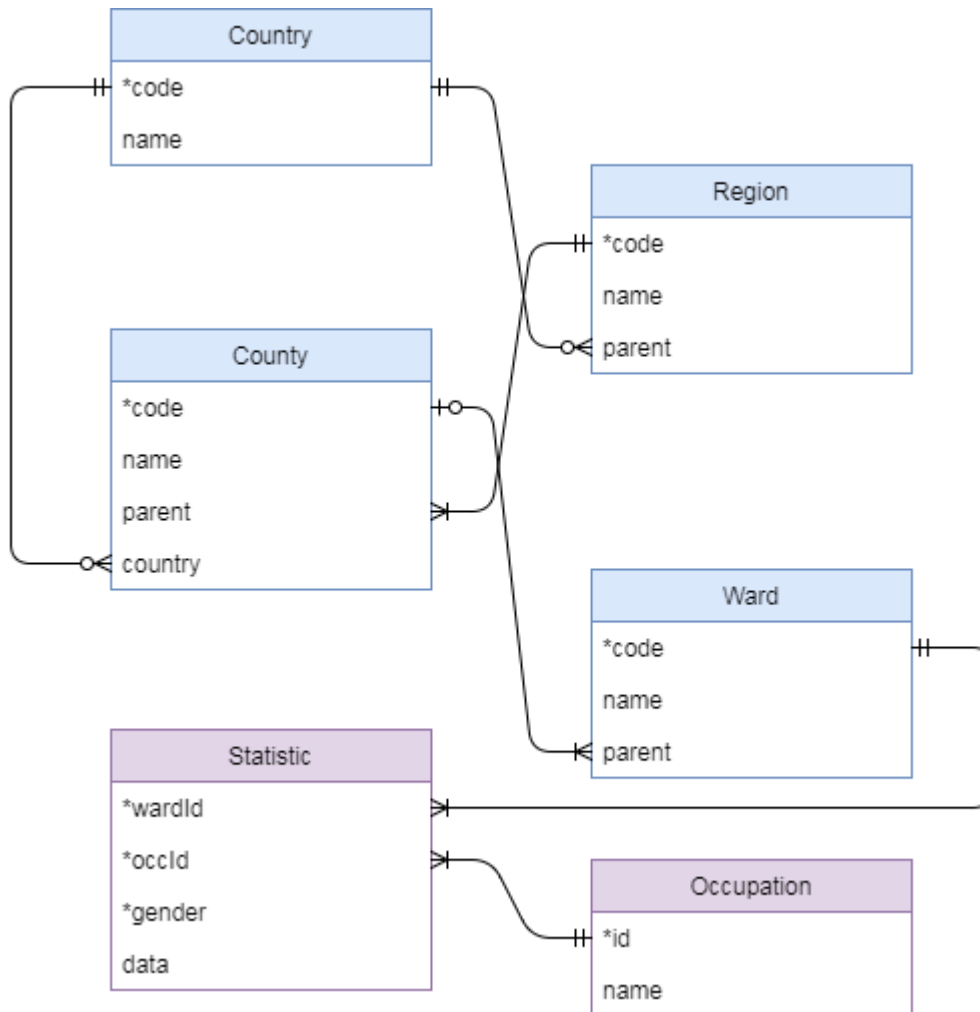 Country
*code
name
Region
*code
name
parent
County
*code
name
parent
country
Ward
*code
name
parent
Statistic
*wardId
*occId
*gender
data
Occupation
*id
name